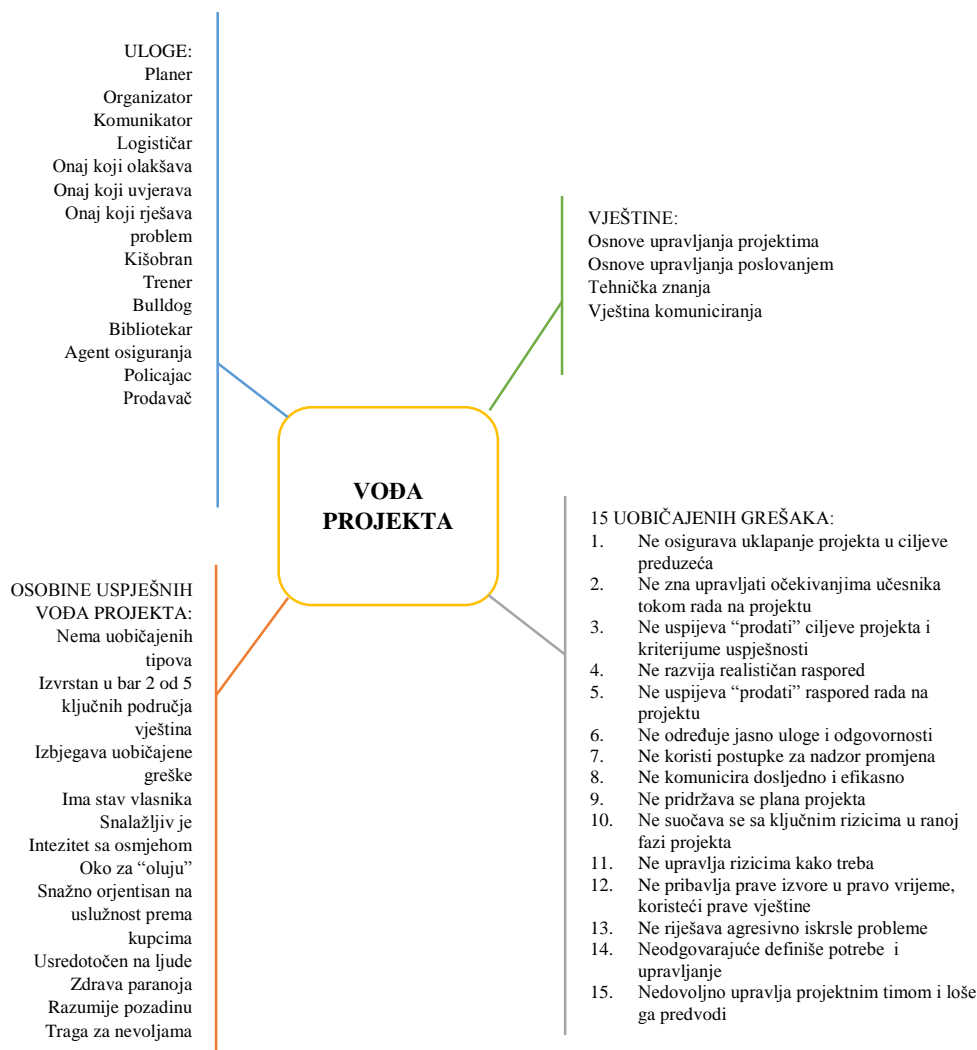 ULOGE:
Planer
Organizator
Komunikator
Logističar
Onaj koji olakšava
Onaj koji uvjerava
Onaj koji rješava
problem
Kišobran
Trener
Bulldog
Bibliotekar
Agent osiguranja
Policajac
Prodavač
VJEŠTINE:
Osnove upravljanja projektima
Osnove upravljanja poslovanjem
Tehnička znanja
Vještina komuniciranja
VOĐA
PROJEKTA
OSOBINE USPJEŠNIH
VOĐA PROJEKTA:
Nema uobičajenih
tipova
Izvrstan u bar 2 od 5
ključnih područja
vještina
Izbjegava uobičajene
greške
Ima stav vlasnika
Snalažljiv je
Intezitet sa osmjehom
Oko za “oluju”
Snažno orjentisan na
uslužnost prema
kupcima
Usredotočen na ljude
Zdrava paranoja
Razumije pozadinu
Traga za nevoljama
15 UOBIČAJENIH GREŠAKA:
1. Ne osigurava uklapanje projekta u ciljeve
preduzeća
2. Ne zna upravljati očekivanjima učesnika
tokom rada na projektu
3. Ne uspijeva “prodati” ciljeve projekta i
kriterijume uspješnosti
4. Ne razvija realističan raspored
5. Ne uspijeva “prodati” raspored rada na
projektu
6. Ne određuje jasno uloge i odgovornosti
7. Ne koristi postupke za nadzor promjena
8. Ne komunicira dosljedno i efikasno
9. Ne pridržava se plana projekta
10. Ne suočava se sa ključnim rizicima u ranoj
fazi projekta
11. Ne upravlja rizicima kako treba
12. Ne pribavlja prave izvore u pravo vrijeme,
koristeći prave vještine
13. Ne riješava agresivno iskrsle probleme
14. Neodgovarajuće definiše potrebe i
upravljanje
15. Nedovoljno upravlja projektnim timom i loše
ga predvodi